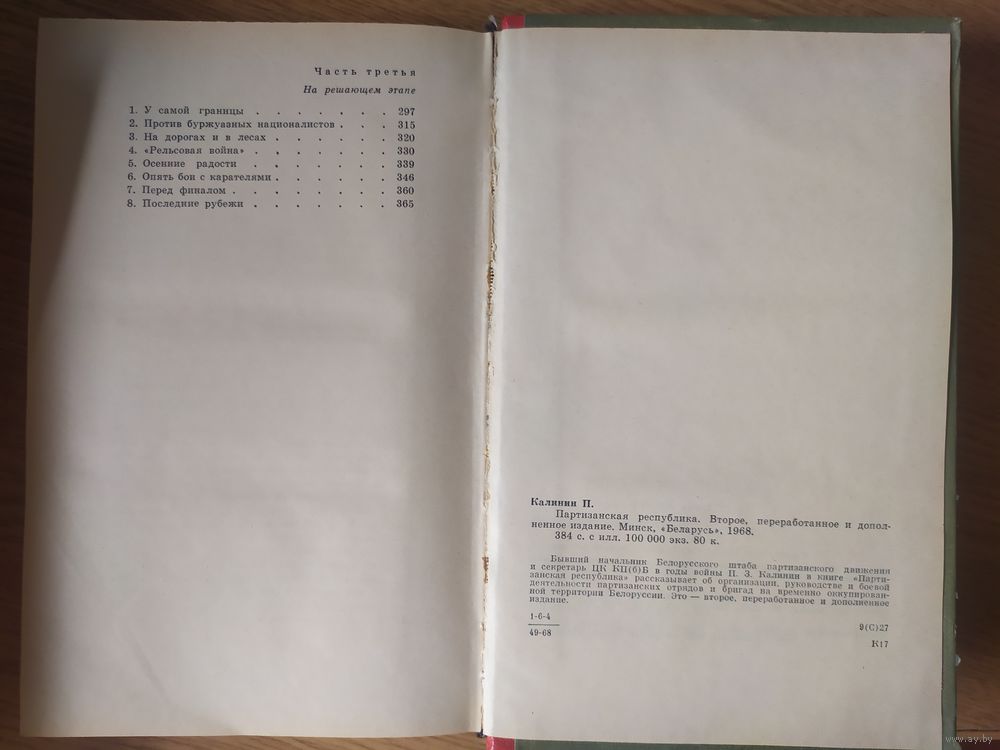 Часть третья
На решающем этапе
1. У самой границы . . . . . . . 297
2. Против буржуазных националистов . . . 315
3. На дорогах и в лесах . . . . . . 320
4. «Рельсовая война» . . . . . . . 330
5. Осенние радости . . . . . . . 339
6. Опять бои с карателями . . . . . . 346
7. Перед финалом . . . . . . . . 360
8. Последние рубежи . . . . . . . 365
Калинин П.
Партизанская республика. Второе, переработанное и допол-
ненное издание. Минск, «Беларусь», 1968.
384 с. с илл. 100 000 экз. 80 к.
Бывший начальник Белорусского штаба партизанского движения
и секретарь ЦК КП(б)Б в годы войны П. З. Калинин в книге «Парти-
занская республика» рассказывает об организации, руководстве и боевой
деятельности партизанских отрядов и бригад на временно оккупирован-
ной территории Белоруссии. Это — второе, переработанное и дополненное
издание.
1-6-4
49-68
9(С)27
К17
www.ay.by